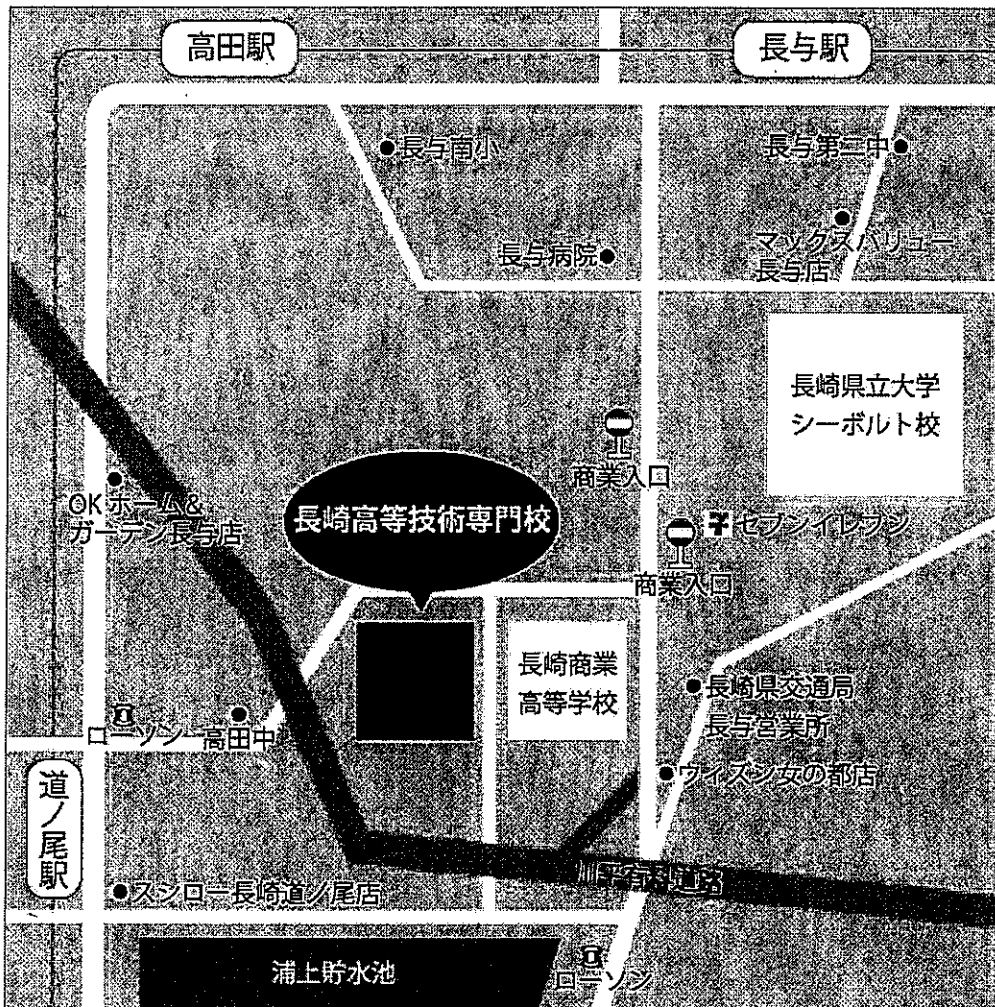 高田駅
長与駅
長与南小
長与第二中
マックスバリュー
長与店
長与病院
長崎県立大学
シーボルト校
商業入口
OKホーム&
ガーデン長与店
長崎高等技術専門校
セブンイレブン
商業入口
長崎商業
高等学校
長崎県交通局
長与営業所
ローソン
高田中
ウイズン女の都店
道ノ尾駅
川平有料道路
スシロー長崎道ノ尾店
浦上貯水池
ローソン